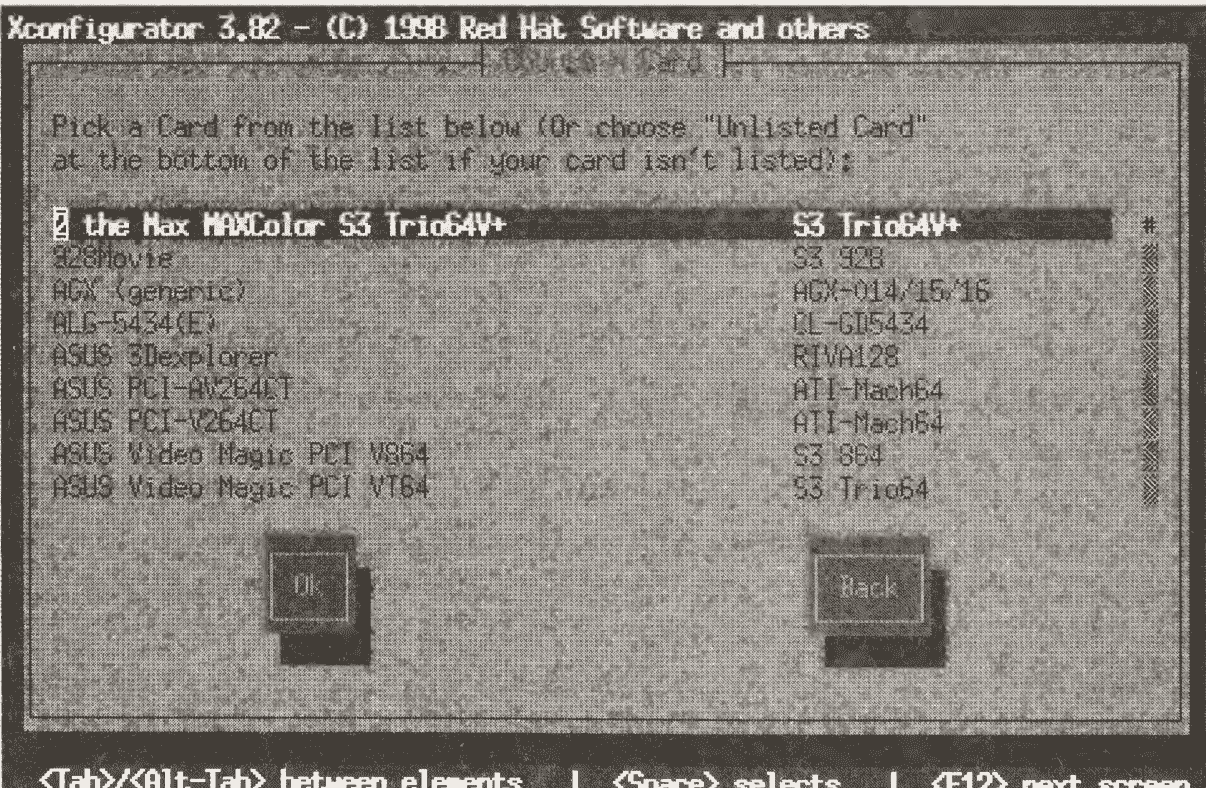 Xconfigurator 3.82 - (C) 1998 Red Hat Software and others
Choose a Card
Pick a Card from the list below (Or choose "Unlisted Card"
at the bottom of the list if your card isn't listed):
2 the Max MAXColor S3 Trio64V+ S3 Trio64V+ #
928Movie S3 928
AGX (generic) AGX-014/15/16
ALG-5434(E) CL-GD5434
ASUS 3Dexplorer RIVA128
ASUS PCI-AV264CT ATI-Mach64
ASUS PCI-V264CT ATI-Mach64
ASUS Video Magic PCI V864 S3 864
ASUS Video Magic PCI VT64 S3 Trio64
Ok Back
<Tab>/<Alt-Tab> between elements | <Space> selects | <F12> next screen